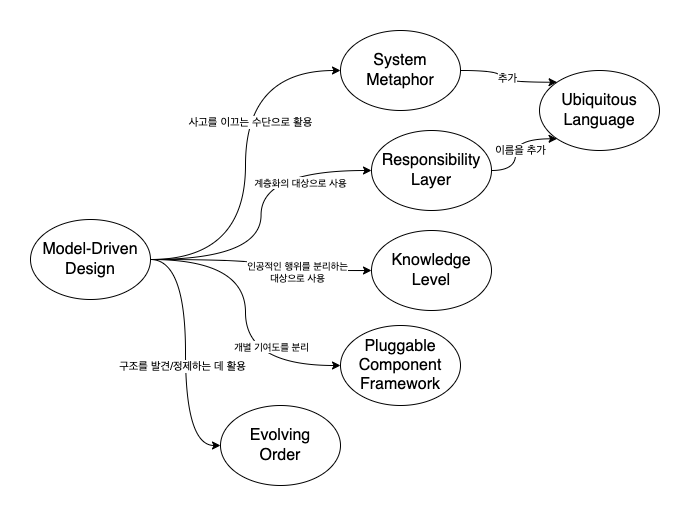 System
Metaphor
추가
Ubiquitous
Language
사고를 이끄는 수단으로 활용
이름을 추가
Responsibility
Layer
계층화의 대상으로 사용
Model-Driven
Design
Knowledge
Level
인공적인 행위를 분리하는
대상으로 사용
개별 기여도를 분리
Pluggable
Component
Framework
구조를 발견/정제하는 데 활용
Evolving
Order